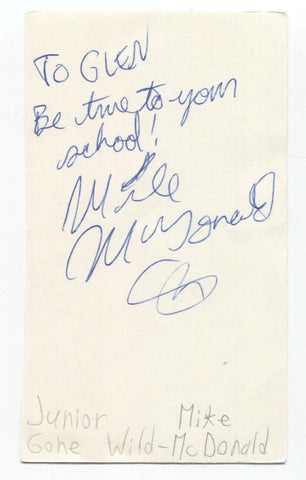 TO GLEN
Be true to your
school!
Mike
McDonald
Junior Mike
Gone Wild-McDonald